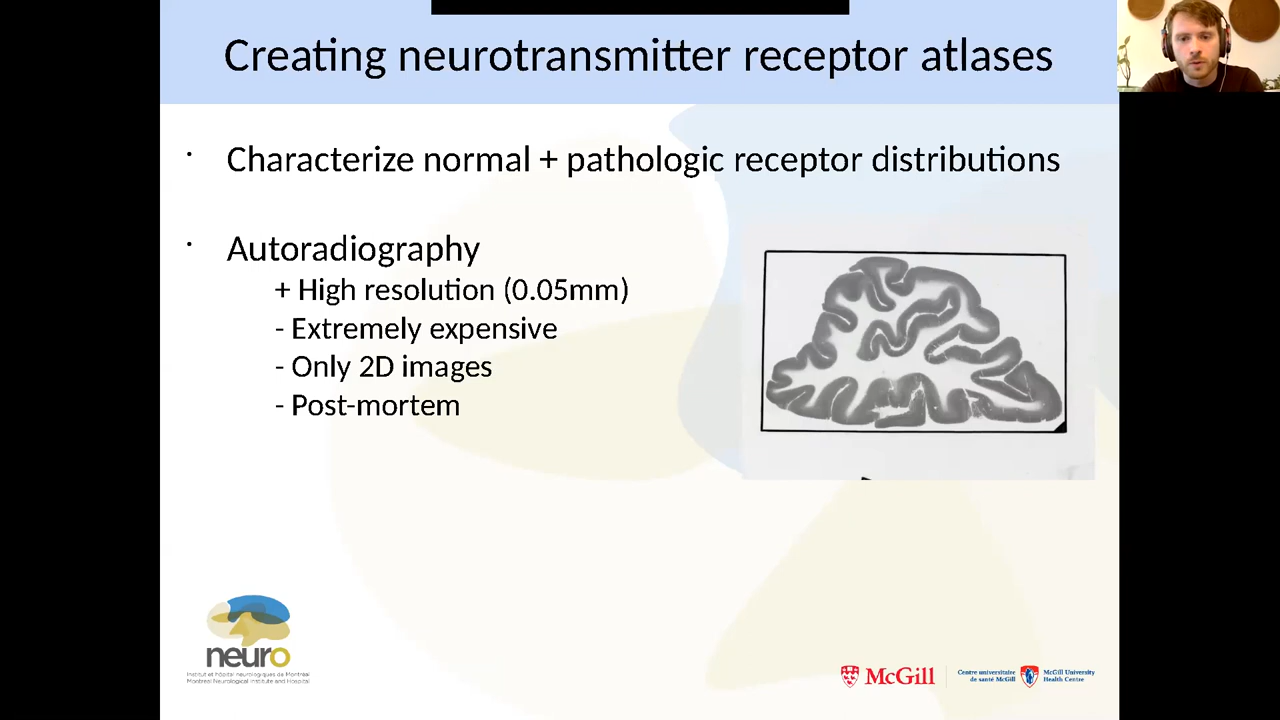 Creating neurotransmitter receptor atlases
· Characterize normal + pathologic receptor distributions
· Autoradiography
+ High resolution (0.05mm)
- Extremely expensive
- Only 2D images
- Post-mortem
neuro
Institut et hôpital neurologiques de Montréal
Montreal Neurological Institute and Hospital
McGill
Centre universitaire
de santé McGill
McGill University
Health Centre